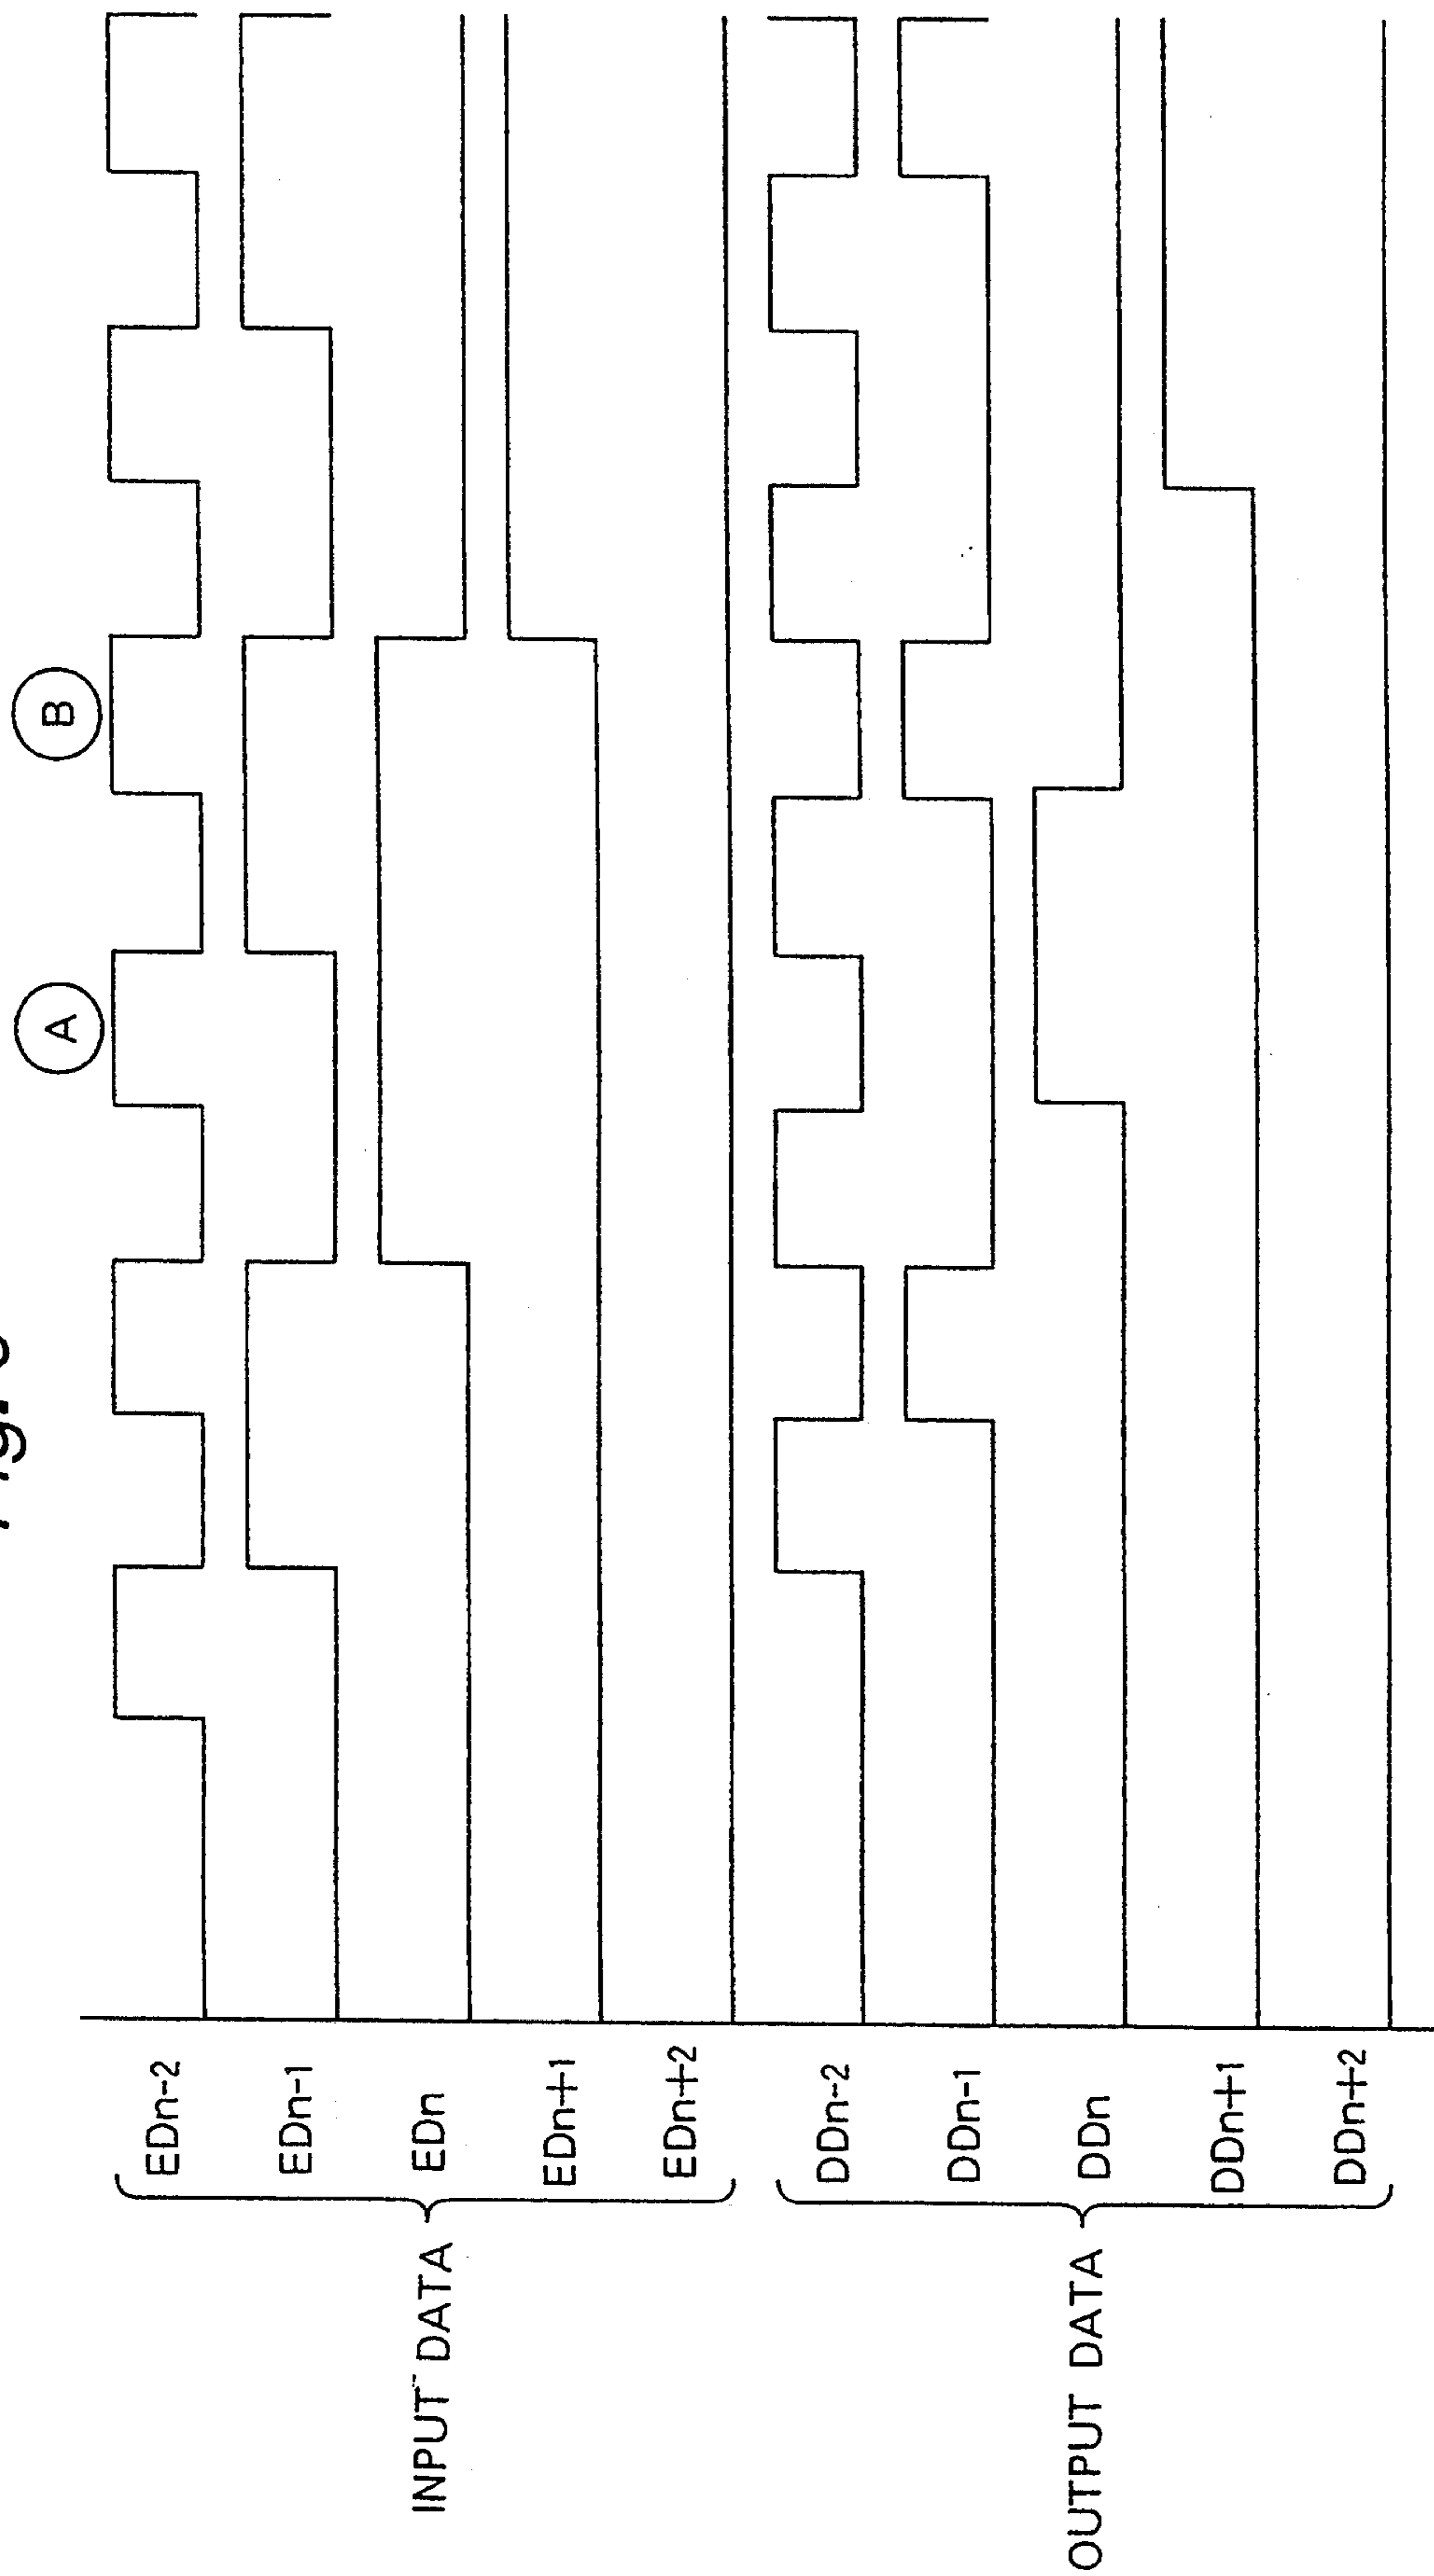 A
B
INPUT DATA
EDn-2
EDn-1
EDn
EDn+1
EDn+2
OUTPUT DATA
DDn-2
DDn-1
DDn
DDn+1
DDn+2